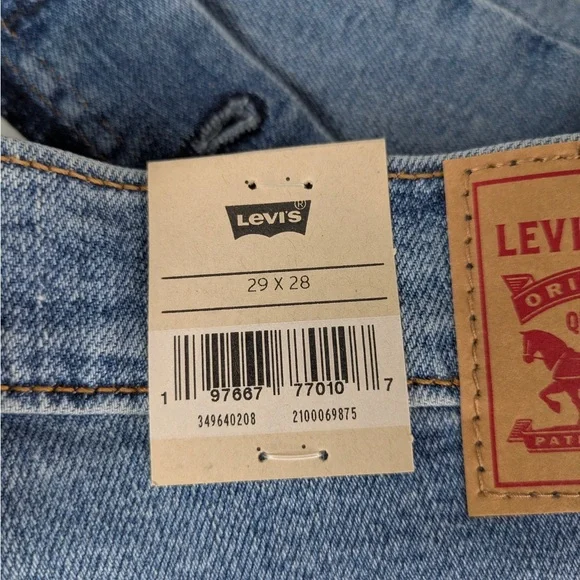 LEVI'S ®
29 X 28
1 97667 77010 7
349640208 2100069875
LEVI
ORI
PAT